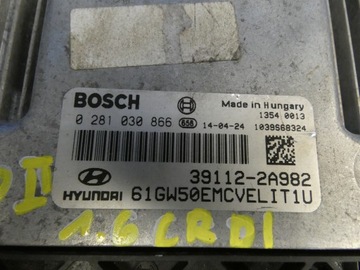 BOSCH
Made in Hungary
1354 0013
0 281 030 866 656 14-04-24 1039S68324
39112-2A982
HYUNDAI 61GW50EMCVELIT1U
1.6 CRDI